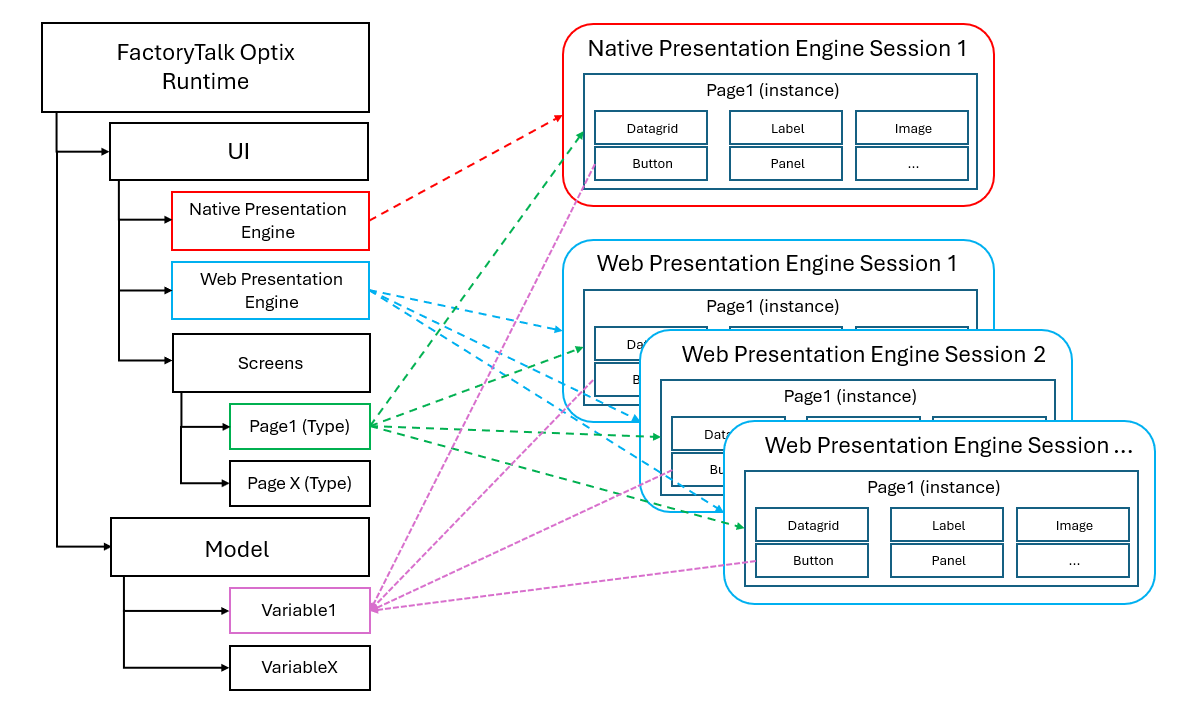 FactoryTalk Optix
Runtime
UI
Native Presentation
Engine
Web Presentation
Engine
Screens
Page1 (Type)
Page X (Type)
Model
Variable1
VariableX
Native Presentation Engine Session 1
Page1 (instance)
Datagrid
Label
Image
Button
Panel
...
Web Presentation Engine Session 1
Page1 (instance)
Da
B
Web Presentation Engine Session 2
Page1 (instance)
Data
Bu
Web Presentation Engine Session ...
Page1 (instance)
Datagrid
Label
Image
Button
Panel
...